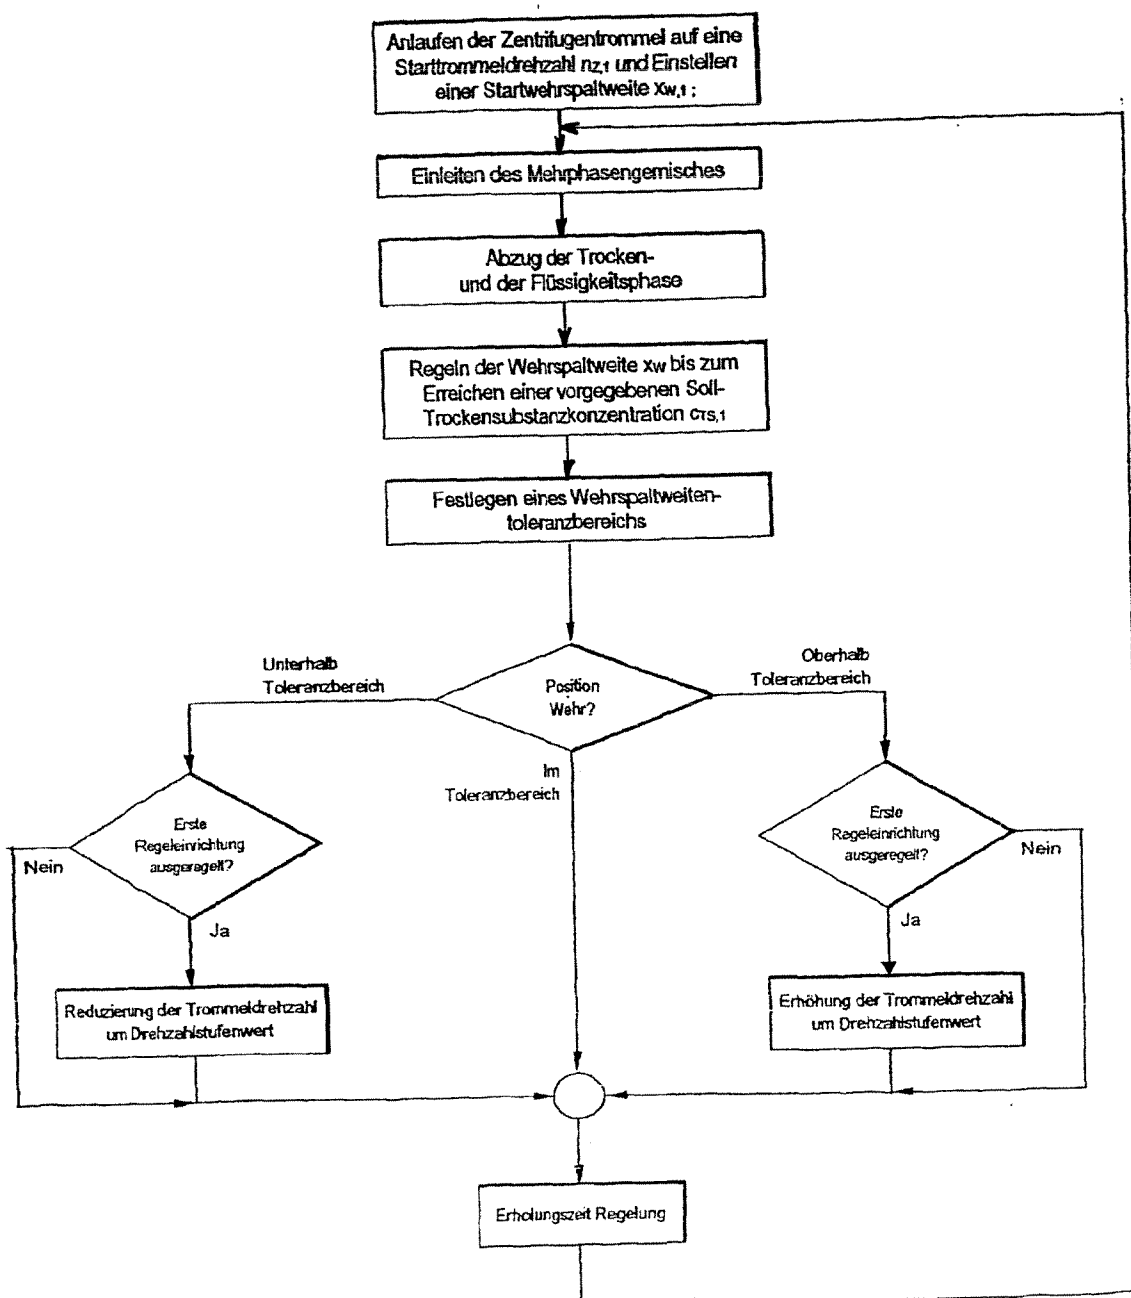 Anlaufen der Zentrifugentrommel auf eine
Starttrommeldrehzahl nz,1 und Einstellen
einer Startwehrspaltweite xw,1 ;
Einleiten des Mehrphasengemisches
Abzug der Trocken-
und der Flüssigkeitsphase
Regeln der Wehrspaltweite xw bis zum
Erreichen einer vorgegebenen Soll-
Trockensubstanzkonzentration cTS,1
Festlegen eines Wehrspaltweiten-
toleranzbereichs
Unterhalb
Toleranzbereich
Position
Wehr?
Oberhalb
Toleranzbereich
Im
Toleranzbereich
Erste
Regeleinrichtung
ausgeregelt?
Nein
Ja
Erste
Regeleinrichtung
ausgeregelt?
Nein
Ja
Reduzierung der Trommeldrehzahl
um Drehzahlstufenwert
Erhöhung der Trommeldrehzahl
um Drehzahlstufenwert
Erholungszeit Regelung